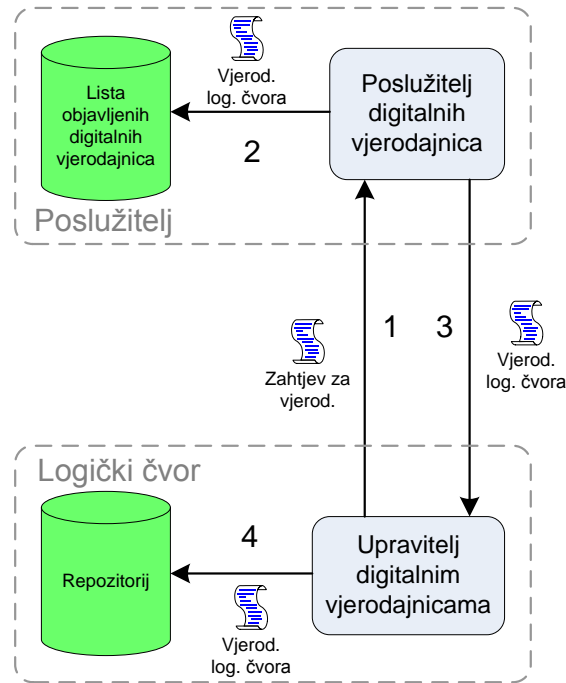 Vjerod.
log. čvora
Lista
objavljenih
digitalnih
vjerodajnica
2
Poslužitelj
digitalnih
vjerodajnica
Poslužitelj
1
3
Zahtjev za
vjerod.
Vjerod.
log. čvora
Logički čvor
Repozitorij
4
Vjerod.
log. čvora
Upravitelj
digitalnim
vjerodajnicama